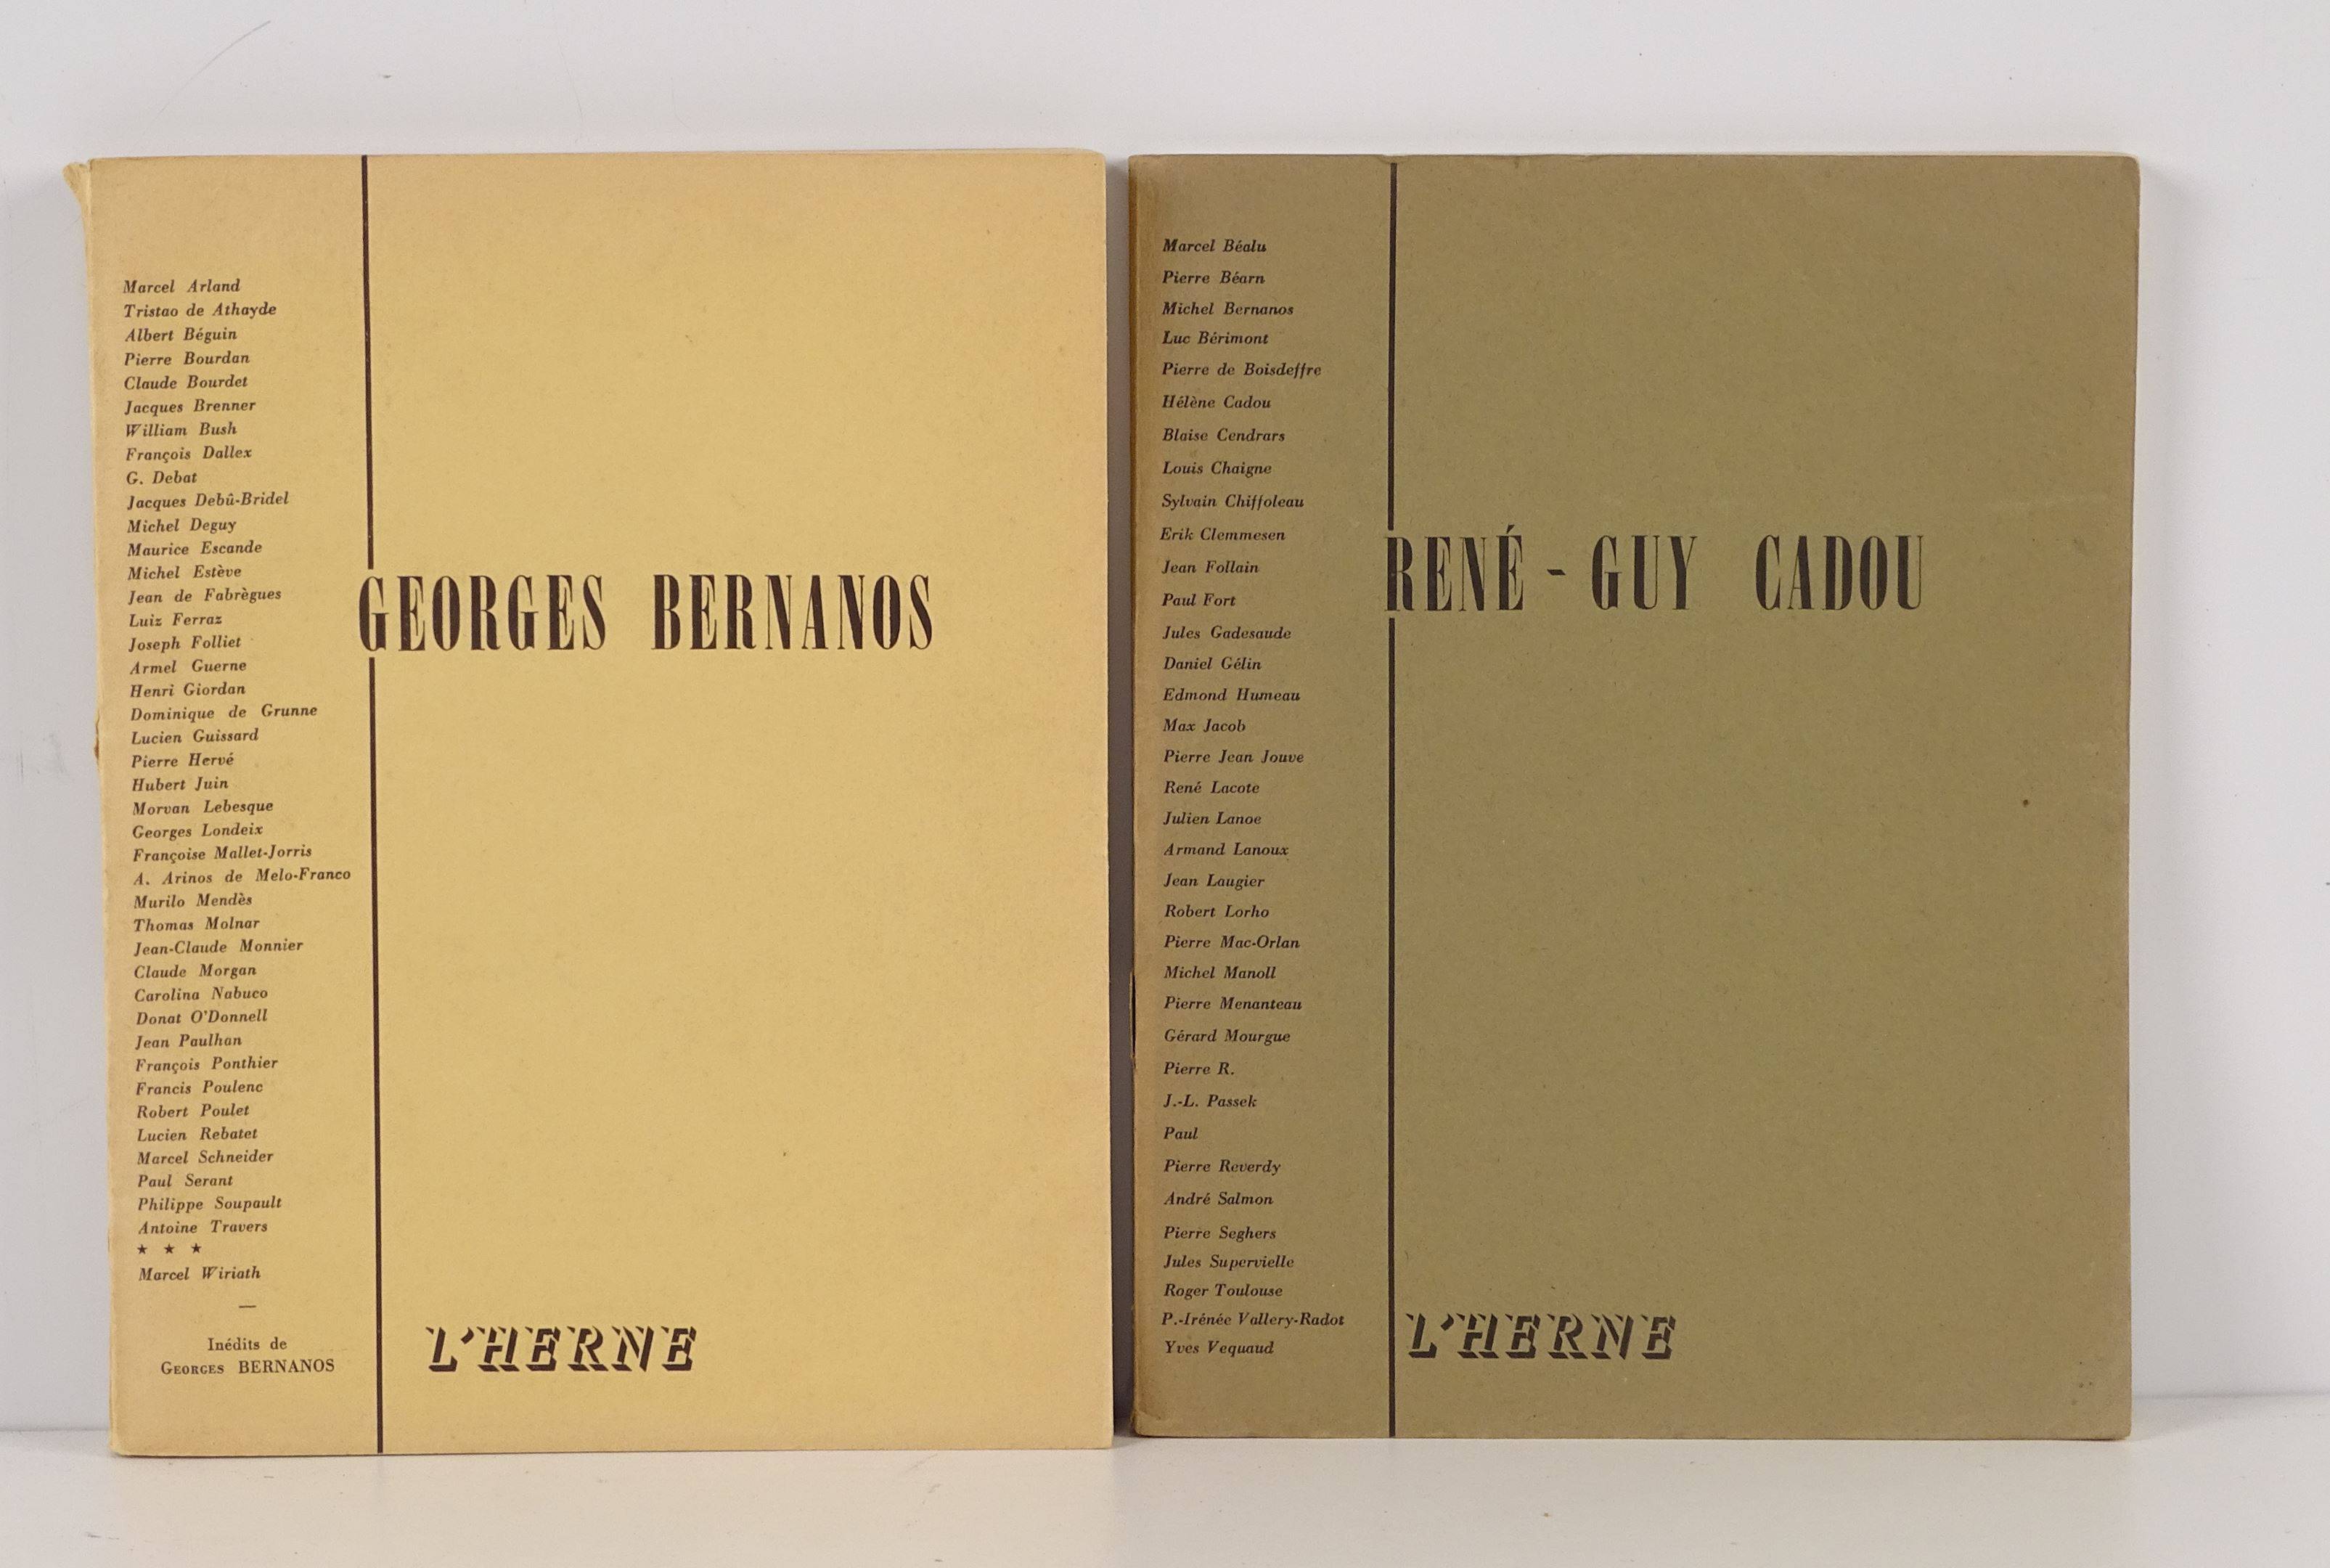 Marcel Arland
Tristao de Athayde
Albert Béguin
Pierre Bourdan
Claude Bourdet
Jacques Brenner
William Bush
François Dallex
G. Debat
Jacques Debû-Bridel
Michel Deguy
Maurice Escande
Michel Estève
Jean de Fabrègues
Luiz Ferraz
Joseph Folliet
Armel Guerne
Henri Giordan
Dominique de Grunne
Lucien Guissard
Pierre Hervé
Hubert Juin
Morvan Lebesque
Georges Londeix
Françoise Mallet-Jorris
A. Arinos de Melo-Franco
Murilo Mendès
Thomas Molnar
Jean-Claude Monnier
Claude Morgan
Carolina Nabuco
Donat O'Donnell
Jean Paulhan
François Ponthier
Francis Poulenc
Robert Poulet
Lucien Rebatet
Marcel Schneider
Paul Serant
Philippe Soupault
Antoine Travers
★ ★ ★
Marcel Wiriath
—
Inédits de
GEORGES BERNANOS
GEORGES BERNANOS
L'HERNE
Marcel Béalu
Pierre Béarn
Michel Bernanos
Luc Bérimont
Pierre de Boisdeffre
Hélène Cadou
Blaise Cendrars
Louis Chaigne
Sylvain Chiffoleau
Erik Clemmesen
Jean Follain
Paul Fort
Jules Gadesaude
Daniel Gélin
Edmond Humeau
Max Jacob
Pierre Jean Jouve
René Lacote
Julien Lanoe
Armand Lanoux
Jean Laugier
Robert Lorho
Pierre Mac-Orlan
Michel Manoll
Pierre Menanteau
Gérard Mourgue
Pierre R.
J.-L. Passek
Paul
Pierre Reverdy
André Salmon
Pierre Seghers
Jules Supervielle
Roger Toulouse
P.-Irénée Vallery-Radot
Yves Vequaud
RENÉ - GUY CADOU
L'HERNE